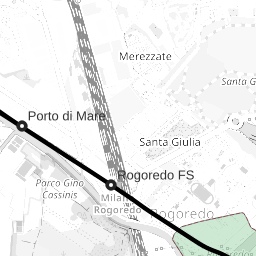 Merezzate
Santa G
Porto di Mare
Santa Giulia
Rogoredo FS
Parco Gino
Cassinis
Milano
Rogoredo
Rogoredo